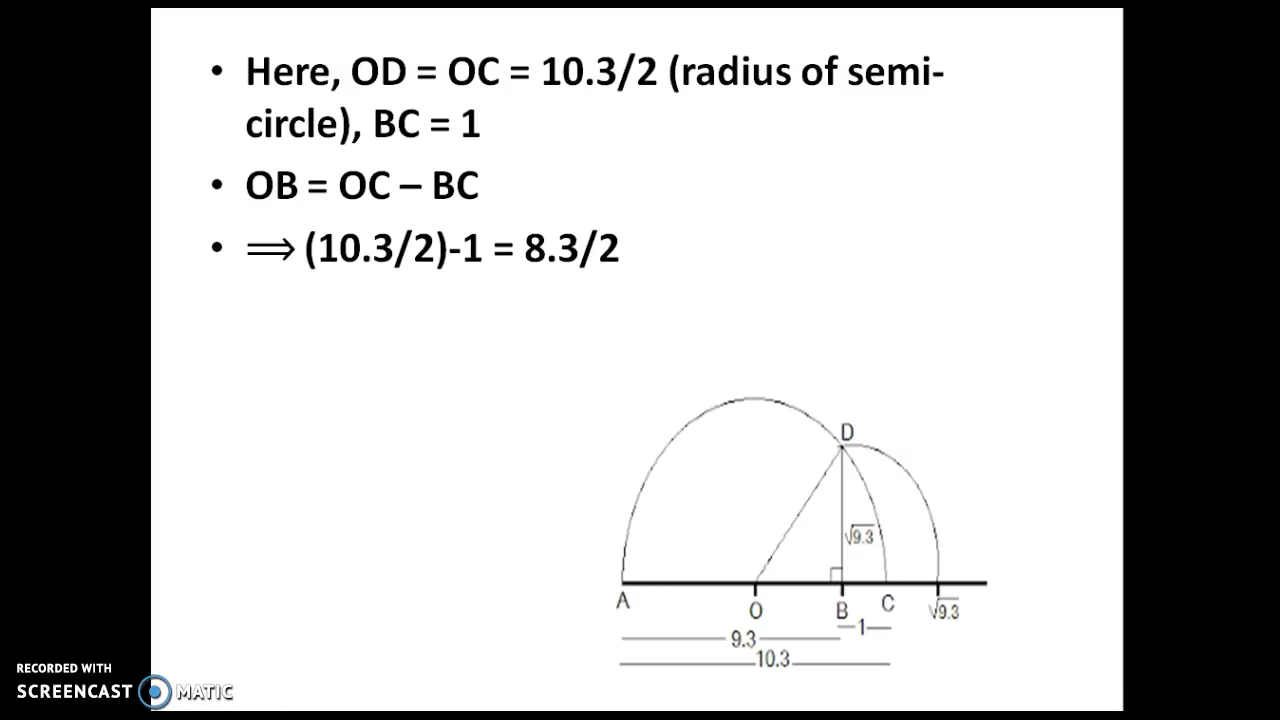 • Here, OD = OC = 10.3/2 (radius of semi-
circle), BC = 1
• OB = OC – BC
• ⟹ (10.3/2)-1 = 8.3/2
D
√9.3
A
O
B
C
√9.3
1
9.3
10.3
RECORDED WITH
SCREENCAST MATIC